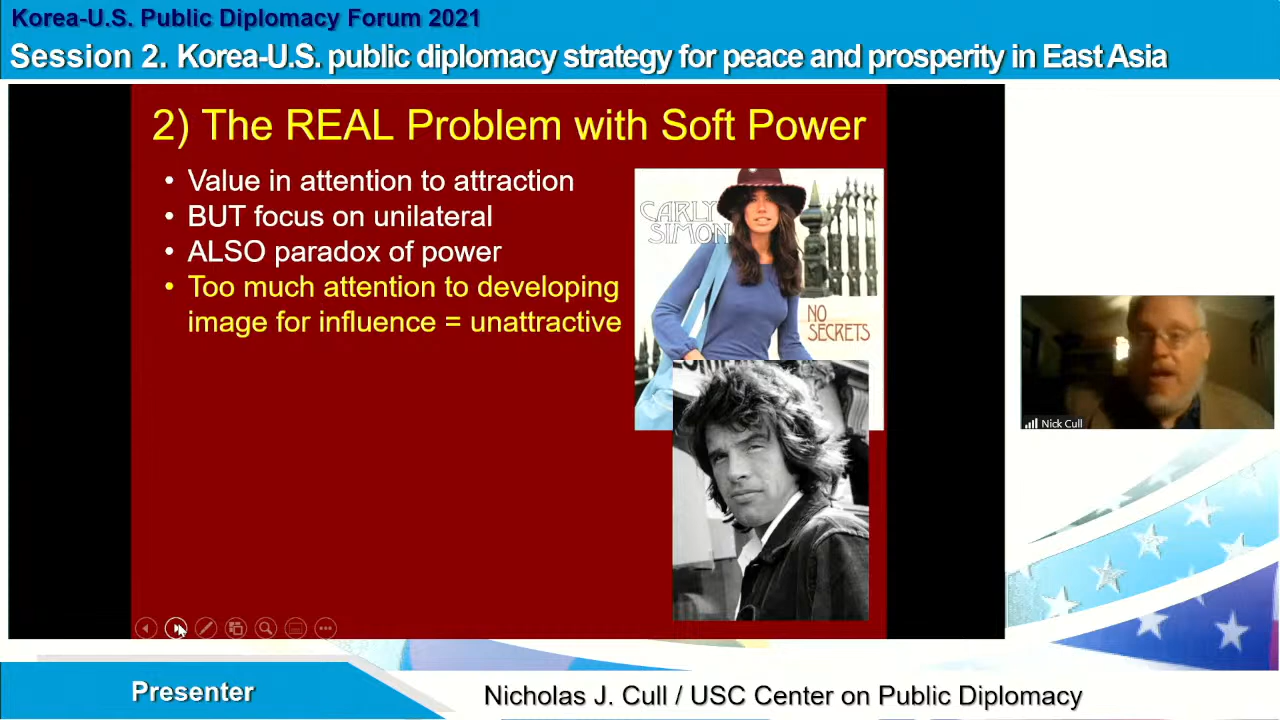 Korea-U.S. Public Diplomacy Forum 2021
Session 2. Korea-U.S. public diplomacy strategy for peace and prosperity in East Asia
2) The REAL Problem with Soft Power
• Value in attention to attraction
• BUT focus on unilateral
• ALSO paradox of power
• Too much attention to developing
image for influence = unattractive
CARLY
SIMON
NO
SECRETS
Nick Cull
Presenter
Nicholas J. Cull / USC Center on Public Diplomacy